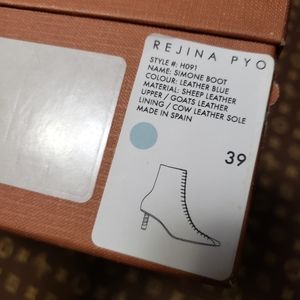 REJINA PYO
STYLE #: H091
NAME: SIMONE BOOT
COLOUR: LEATHER BLUE
MATERIAL: SHEEP LEATHER
UPPER / GOATS LEATHER
LINING / COW LEATHER SOLE
MADE IN SPAIN
39